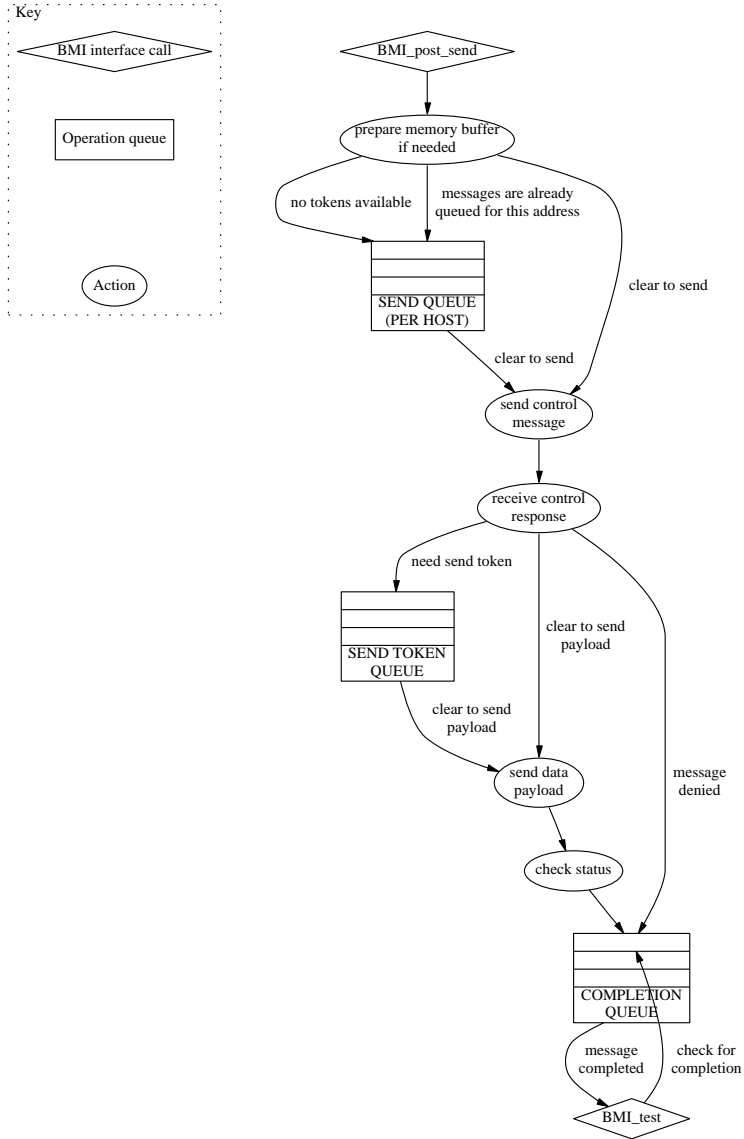 Key
BMI interface call
BMI_post_send
Operation queue
prepare memory buffer
if needed
no tokens available
messages are already
queued for this address
Action
clear to send
SEND QUEUE
(PER HOST)
clear to send
send control
message
receive control
response
need send token
clear to send
payload
SEND TOKEN
QUEUE
clear to send
payload
message
denied
send data
payload
check status
COMPLETION
QUEUE
message
completed
check for
completion
BMI_test